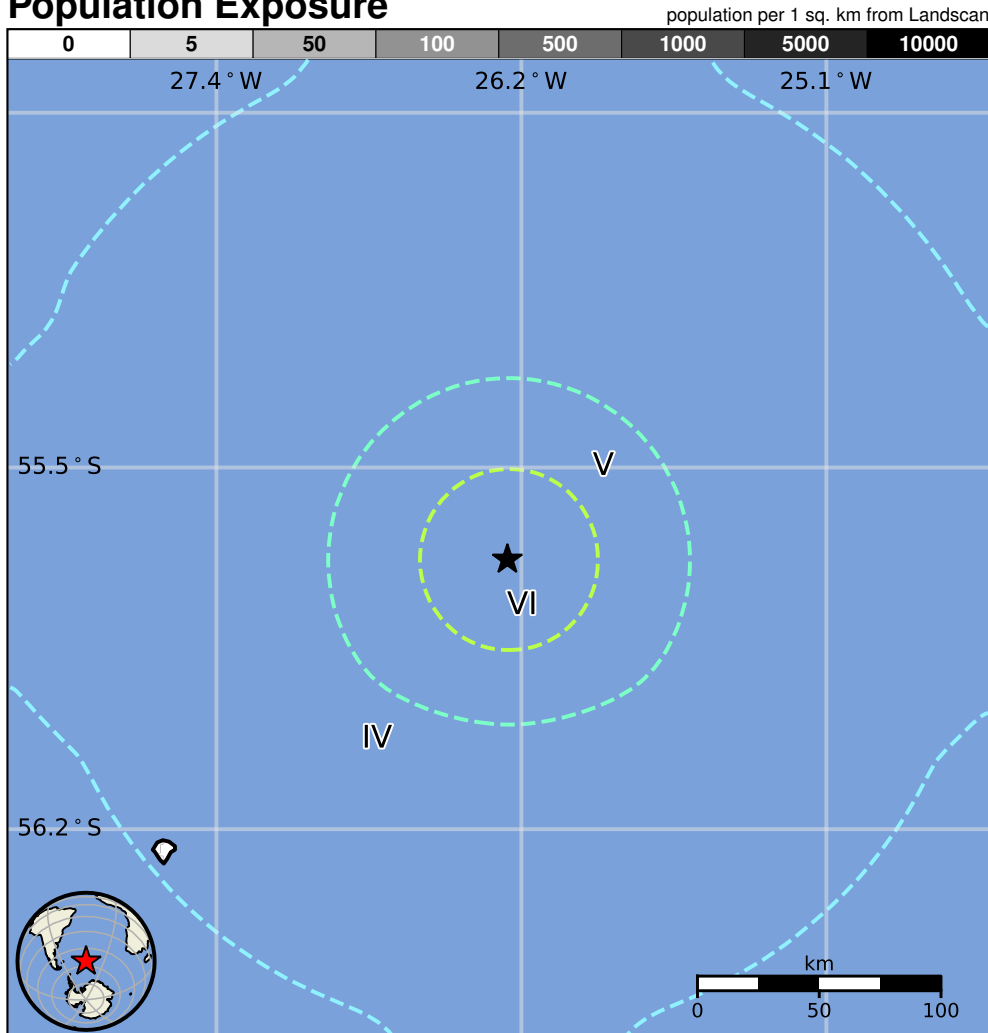 Population Exposure
population per 1 sq. km from Landscan
0 5 50 100 500 1000 5000 10000
27.4°W 26.2°W 25.1°W
V
55.5°S
VI
IV
56.2°S
km
0 50 100